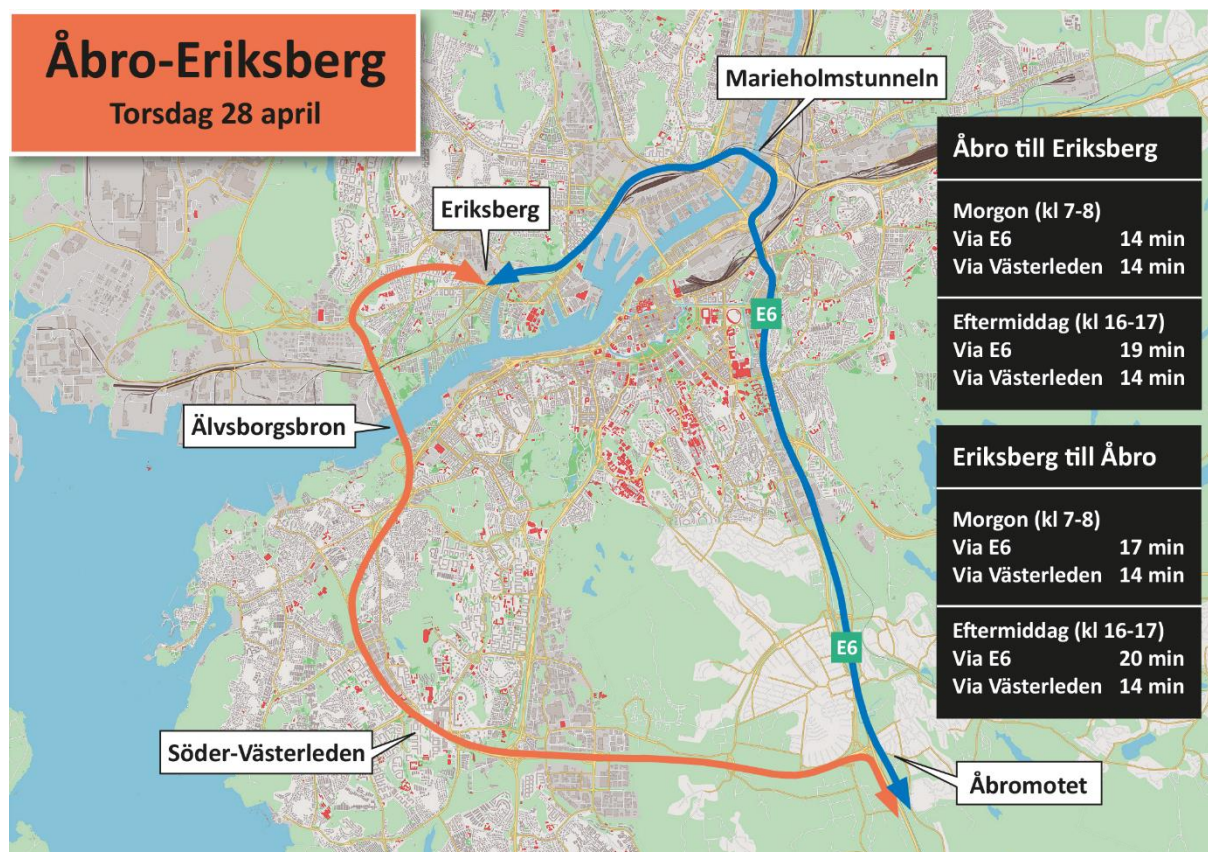 Åbro-Eriksberg
Torsdag 28 april
Marieholmstunneln
Eriksberg
E6
Älvsborgsbron
E6
Söder-Västerleden
Åbromotet
Åbro till Eriksberg
Morgon (kl 7-8)
Via E6 14 min
Via Västerleden 14 min
Eftermiddag (kl 16-17)
Via E6 19 min
Via Västerleden 14 min
Eriksberg till Åbro
Morgon (kl 7-8)
Via E6 17 min
Via Västerleden 14 min
Eftermiddag (kl 16-17)
Via E6 20 min
Via Västerleden 14 min